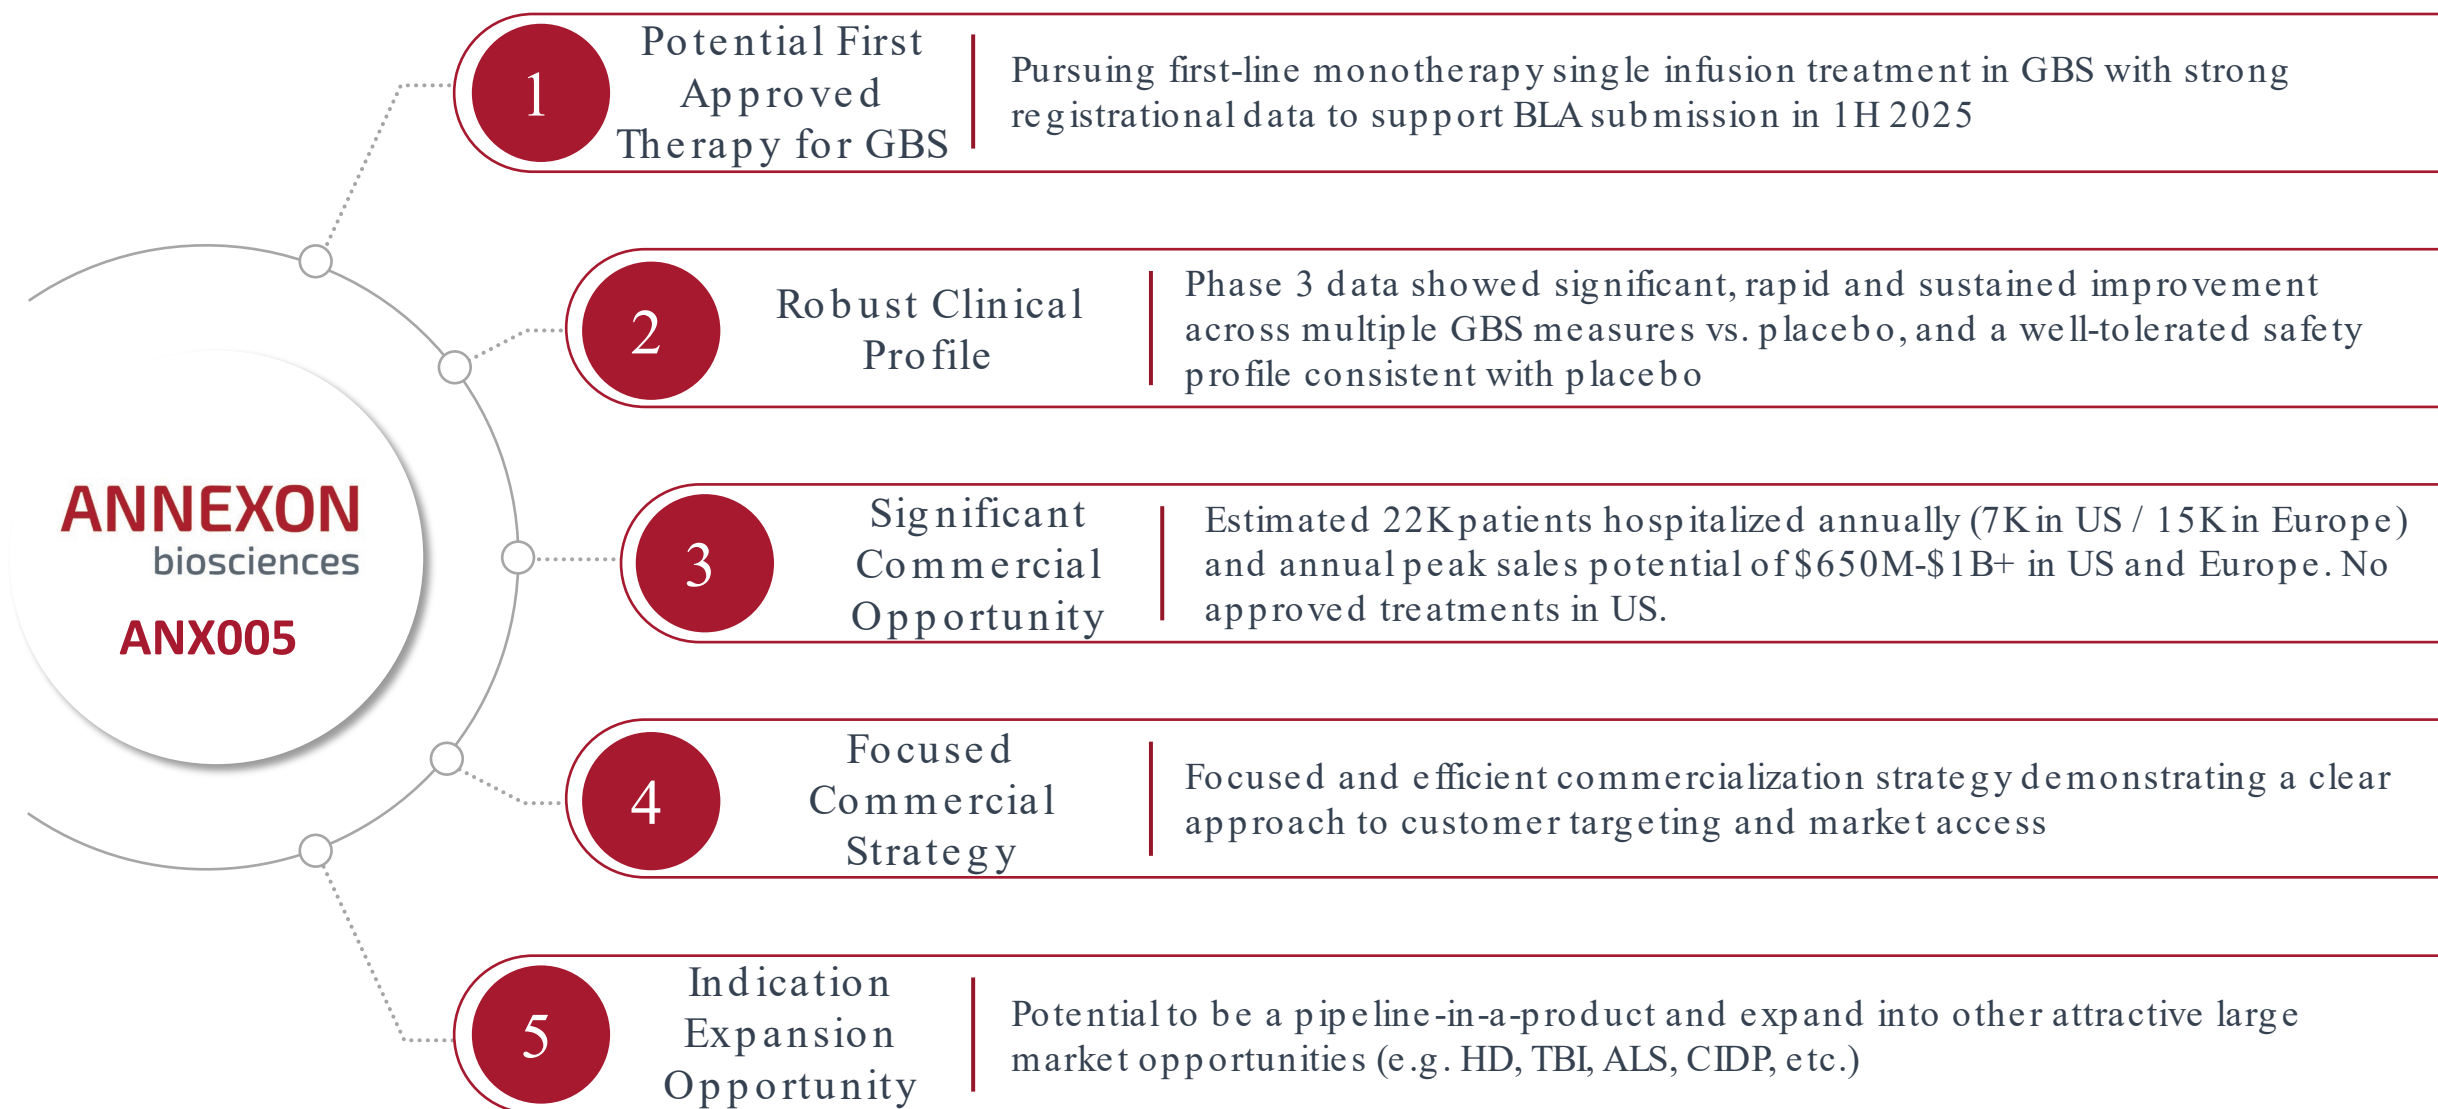 ANNEXON
biosciences
ANX005
1
Potential First
Approved
Therapy for GBS
Pursuing first-line monotherapy single infusion treatment in GBS with strong
registrational data to support BLA submission in 1H 2025
2
Robust Clinical
Profile
Phase 3 data showed significant, rapid and sustained improvement
across multiple GBS measures vs. placebo, and a well-tolerated safety
profile consistent with placebo
3
Significant
Commercial
Opportunity
Estimated 22K patients hospitalized annually (7K in US / 15K in Europe)
and annual peak sales potential of $650M-$1B+ in US and Europe. No
approved treatments in US.
4
Focused
Commercial
Strategy
Focused and efficient commercialization strategy demonstrating a clear
approach to customer targeting and market access
5
Indication
Expansion
Opportunity
Potential to be a pipeline-in-a-product and expand into other attractive large
market opportunities (e.g. HD, TBI, ALS, CIDP, etc.)